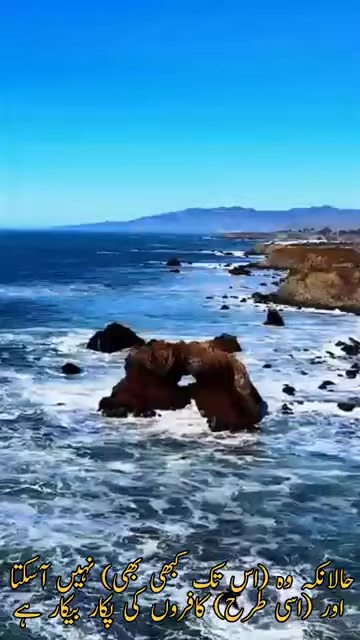 حالانکہ وہ (اس تک کبھی بھی) نہیں آسکتا
اور (اسی طرح) کافروں کی پکار بیکار ہے